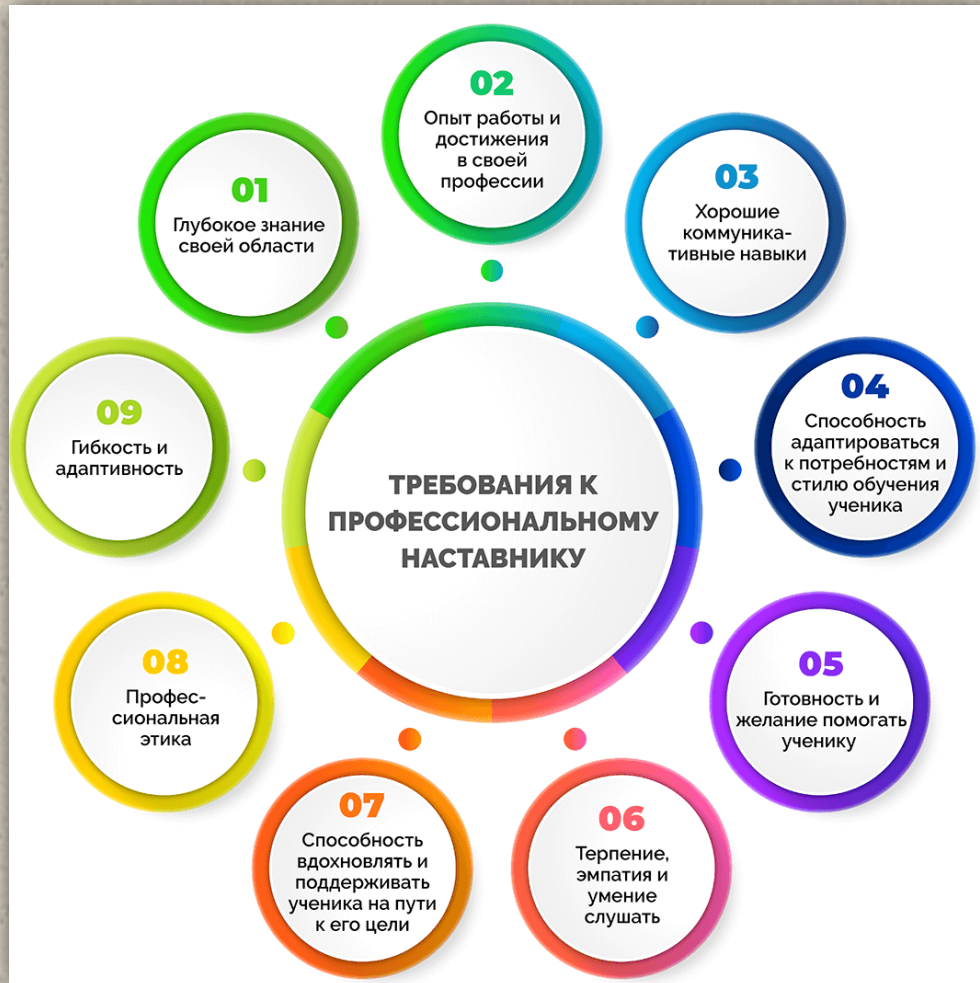 ТРЕБОВАНИЯ К
ПРОФЕССИОНАЛЬНОМУ
НАСТАВНИКУ
01
Глубокое знание
своей области
02
Опыт работы и
достижения
в своей
профессии
03
Хорошие
коммуника-
тивные навыки
04
Способность
адаптироваться
к потребностям и
стилю обучения
ученика
05
Готовность и
желание помогать
ученику
06
Терпение,
эмпатия и
умение
слушать
07
Способность
вдохновлять и
поддерживать
ученика на пути
к его цели
08
Профес-
сиональная
этика
09
Гибкость и
адаптивность